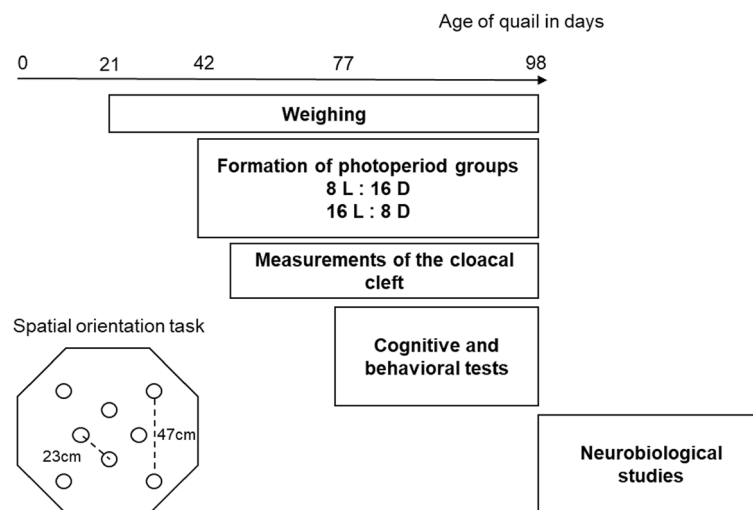 Age of quail in days
0 21 42 77 98
Weighing
Formation of photoperiod groups
8 L : 16 D
16 L : 8 D
Measurements of the cloacal
cleft
Spatial orientation task
Cognitive and
behavioral tests
47cm
23cm
Neurobiological
studies